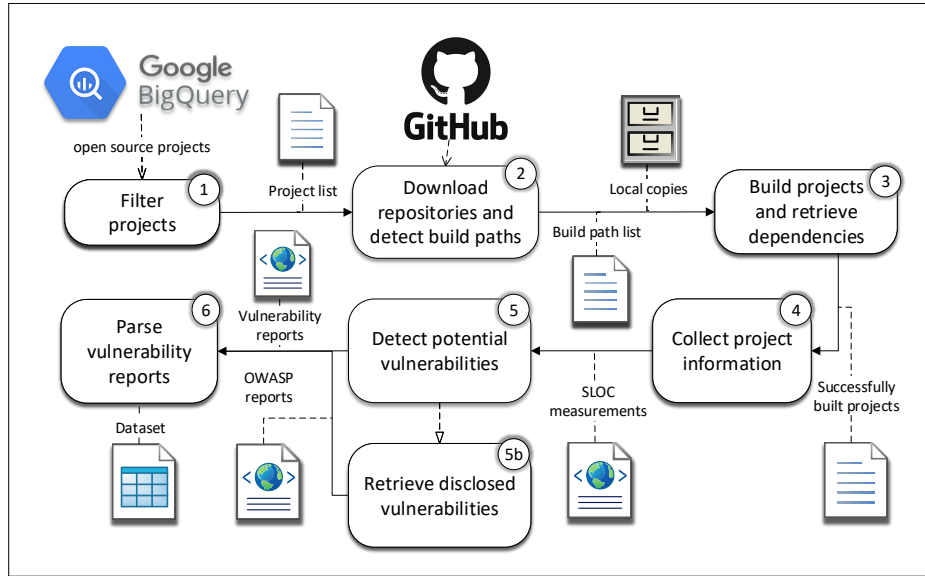 Google
BigQuery
GitHub
open source projects
1
Filter
projects
Project list
2
Download
repositories and
detect build paths
Local copies
Build path list
3
Build projects
and retrieve
dependencies
4
Collect project
information
Successfully
built projects
SLOC
measurements
5
Detect potential
vulnerabilities
5b
Retrieve disclosed
vulnerabilities
Vulnerability
reports
OWASP
reports
6
Parse
vulnerability
reports
Dataset